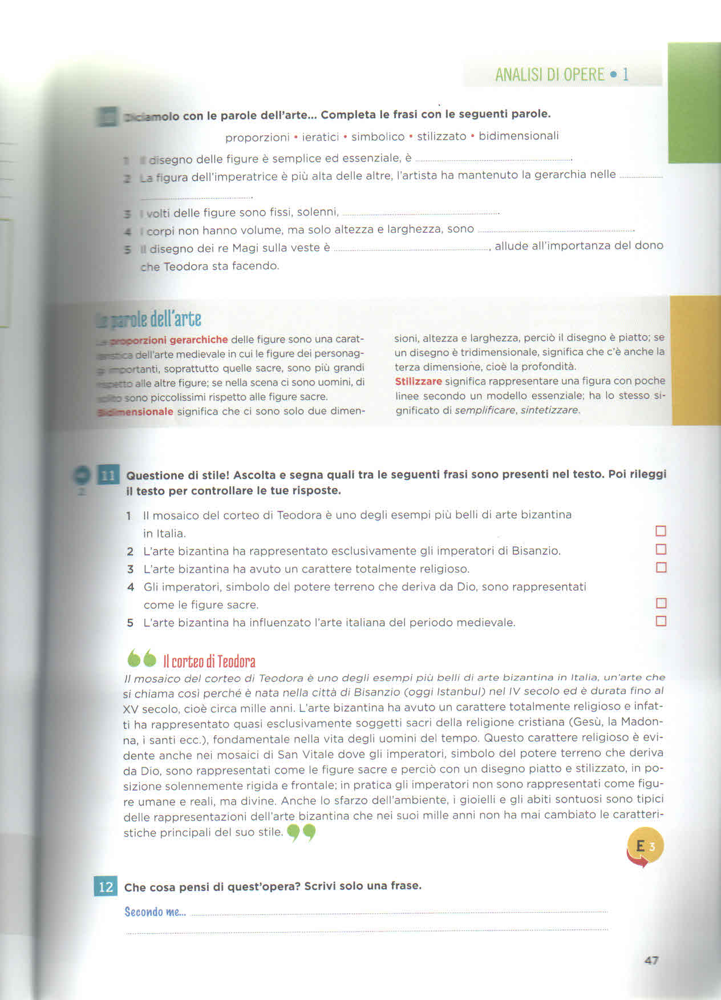 ANALISI DI OPERE • 1
Diciamolo con le parole dell'arte... Completa le frasi con le seguenti parole.
proporzioni • ieratici • simbolico • stilizzato • bidimensionali
1 Il disegno delle figure è semplice ed essenziale, è .
2 La figura dell'imperatrice è più alta delle altre, l'artista ha mantenuto la gerarchia nelle
.
3 I volti delle figure sono fissi, solenni, .
4 I corpi non hanno volume, ma solo altezza e larghezza, sono .
5 Il disegno dei re Magi sulla veste è , allude all'importanza del dono
che Teodora sta facendo.
Le parole dell'arte
Le proporzioni gerarchiche delle figure sono una carat-
teristica dell'arte medievale in cui le figure dei personag-
gi importanti, soprattutto quelle sacre, sono più grandi
rispetto alle altre figure; se nella scena ci sono uomini, di
solito sono piccolissimi rispetto alle figure sacre.
Bidimensionale significa che ci sono solo due dimen-
sioni, altezza e larghezza, perciò il disegno è piatto; se
un disegno è tridimensionale, significa che c'è anche la
terza dimensione, cioè la profondità.
Stilizzare significa rappresentare una figura con poche
linee secondo un modello essenziale; ha lo stesso si-
gnificato di semplificare, sintetizzare.
2
11 Questione di stile! Ascolta e segna quali tra le seguenti frasi sono presenti nel testo. Poi rileggi
il testo per controllare le tue risposte.
1 Il mosaico del corteo di Teodora è uno degli esempi più belli di arte bizantina
in Italia.
2 L'arte bizantina ha rappresentato esclusivamente gli imperatori di Bisanzio.
3 L'arte bizantina ha avuto un carattere totalmente religioso.
4 Gli imperatori, simbolo del potere terreno che deriva da Dio, sono rappresentati
come le figure sacre.
5 L'arte bizantina ha influenzato l'arte italiana del periodo medievale.
Il corteo di Teodora
Il mosaico del corteo di Teodora è uno degli esempi più belli di arte bizantina in Italia, un'arte che
si chiama così perché è nata nella città di Bisanzio (oggi Istanbul) nel IV secolo ed è durata fino al
XV secolo, cioè circa mille anni. L'arte bizantina ha avuto un carattere totalmente religioso e infat-
ti ha rappresentato quasi esclusivamente soggetti sacri della religione cristiana (Gesù, la Madon-
na, i santi ecc.), fondamentale nella vita degli uomini del tempo. Questo carattere religioso è evi-
dente anche nei mosaici di San Vitale dove gli imperatori, simbolo del potere terreno che deriva
da Dio, sono rappresentati come le figure sacre e perciò con un disegno piatto e stilizzato, in po-
sizione solennemente rigida e frontale; in pratica gli imperatori non sono rappresentati come figu-
re umane e reali, ma divine. Anche lo sfarzo dell'ambiente, i gioielli e gli abiti sontuosi sono tipici
delle rappresentazioni dell'arte bizantina che nei suoi mille anni non ha mai cambiato le caratteri-
stiche principali del suo stile.
E 3
12 Che cosa pensi di quest'opera? Scrivi solo una frase.
Secondo me...
47